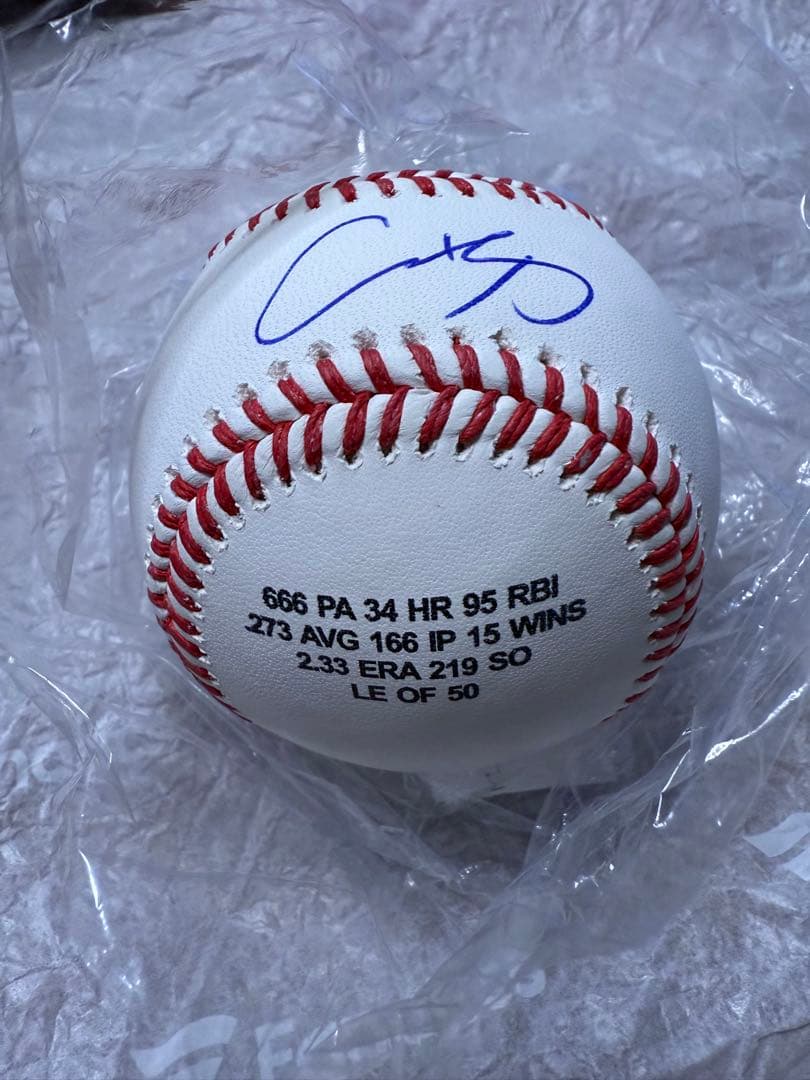 666 PA 34 HR 95 RBI
.273 AVG 166 IP 15 WINS
2.33 ERA 219 SO
LE OF 50